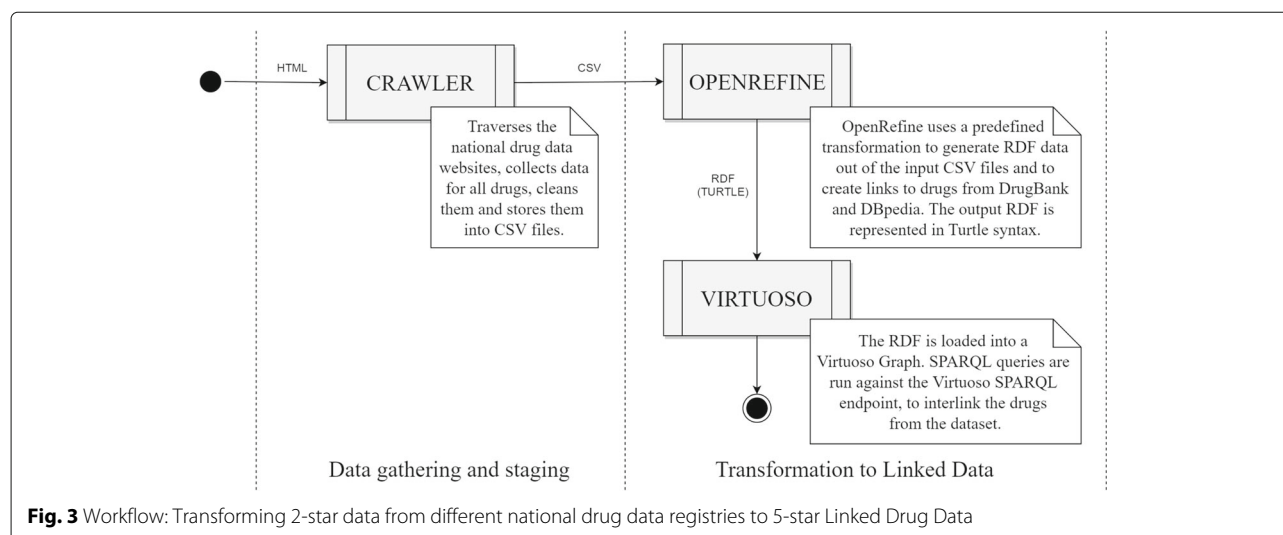 HTML
CRAWLER
CSV
OPENREFINE
Traverses the
national drug data
websites, collects data
for all drugs, cleans
them and stores them
into CSV files.
OpenRefine uses a predefined
transformation to generate RDF data
out of the input CSV files and to
create links to drugs from DrugBank
and DBpedia. The output RDF is
represented in Turtle syntax.
RDF
(TURTLE)
VIRTUOSO
The RDF is loaded into a
Virtuoso Graph. SPARQL queries are
run against the Virtuoso SPARQL
endpoint, to interlink the drugs
from the dataset.
Data gathering and staging
Transformation to Linked Data
Fig. 3 Workflow: Transforming 2-star data from different national drug data registries to 5-star Linked Drug Data